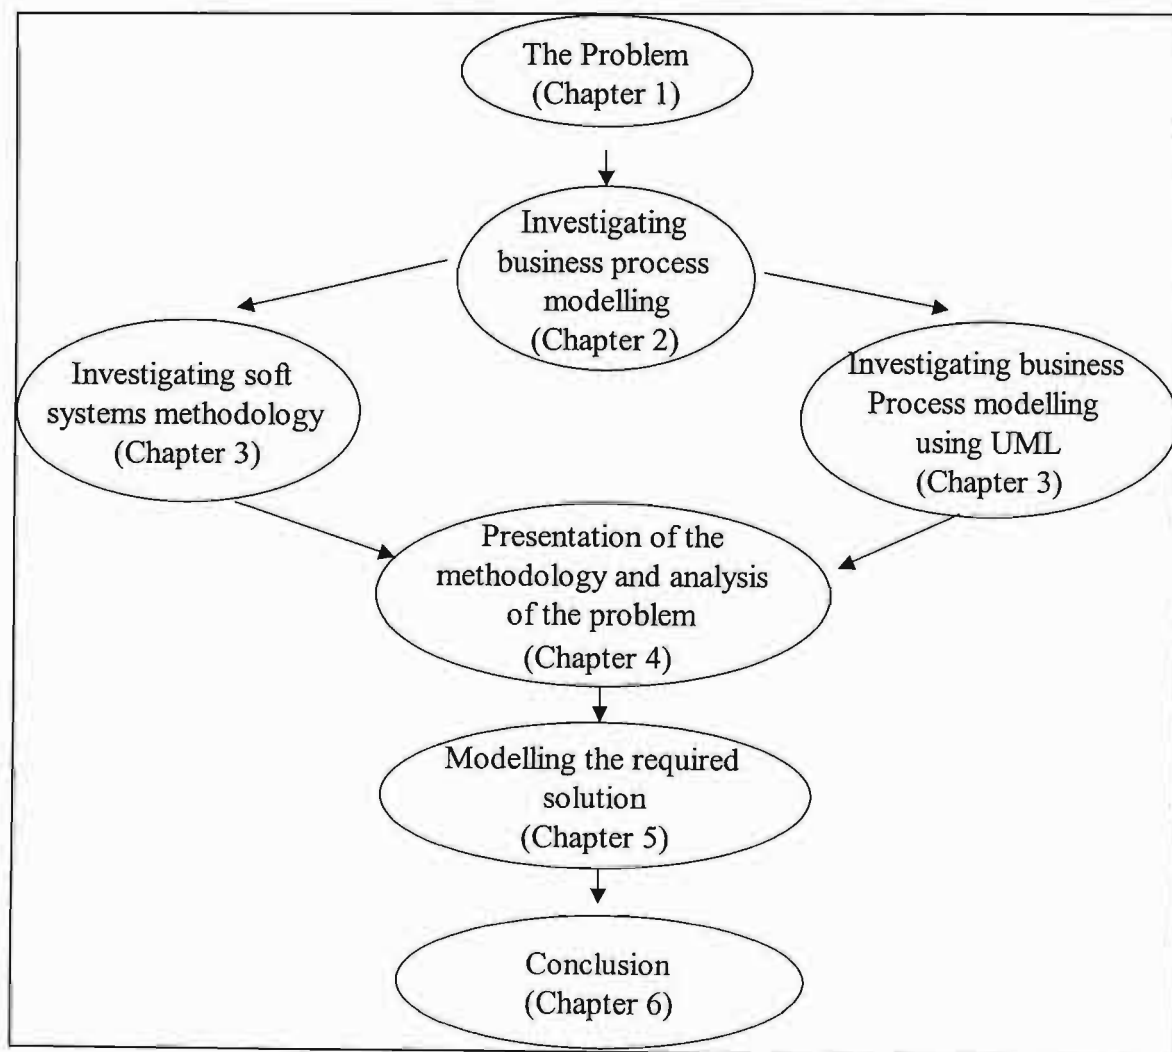 The Problem
(Chapter 1)
Investigating
business process
modelling
(Chapter 2)
Investigating soft
systems methodology
(Chapter 3)
Investigating business
Process modelling
using UML
(Chapter 3)
Presentation of the
methodology and analysis
of the problem
(Chapter 4)
Modelling the required
solution
(Chapter 5)
Conclusion
(Chapter 6)